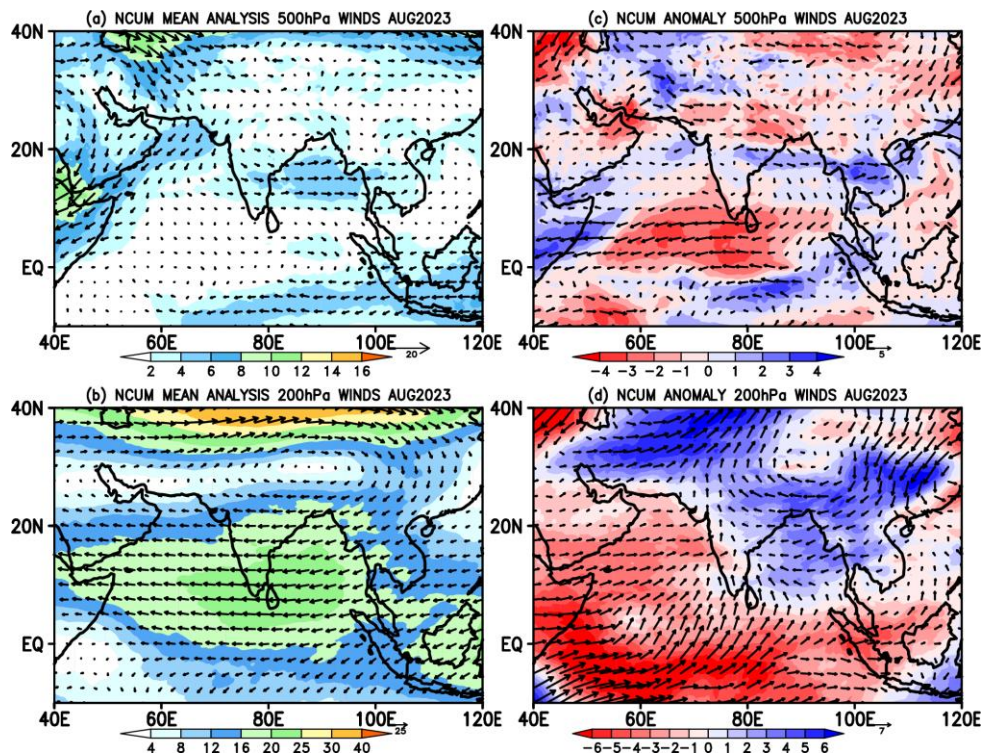 (a) NCUM MEAN ANALYSIS 500hPa WINDS AUG2023
40N
20N
EQ
40E 60E 80E 100E 120E
20
2 4 6 8 10 12 14 16
(c) NCUM ANOMALY 500hPa WINDS AUG2023
40N
20N
EQ
40E 60E 80E 100E 120E
5
-4 -3 -2 -1 0 1 2 3 4
(b) NCUM MEAN ANALYSIS 200hPa WINDS AUG2023
40N
20N
EQ
40E 60E 80E 100E 120E
25
4 8 12 16 20 25 30 40
(d) NCUM ANOMALY 200hPa WINDS AUG2023
40N
20N
EQ
40E 60E 80E 100E 120E
7
-6 -5 -4 -3 -2 -1 0 1 2 3 4 5 6